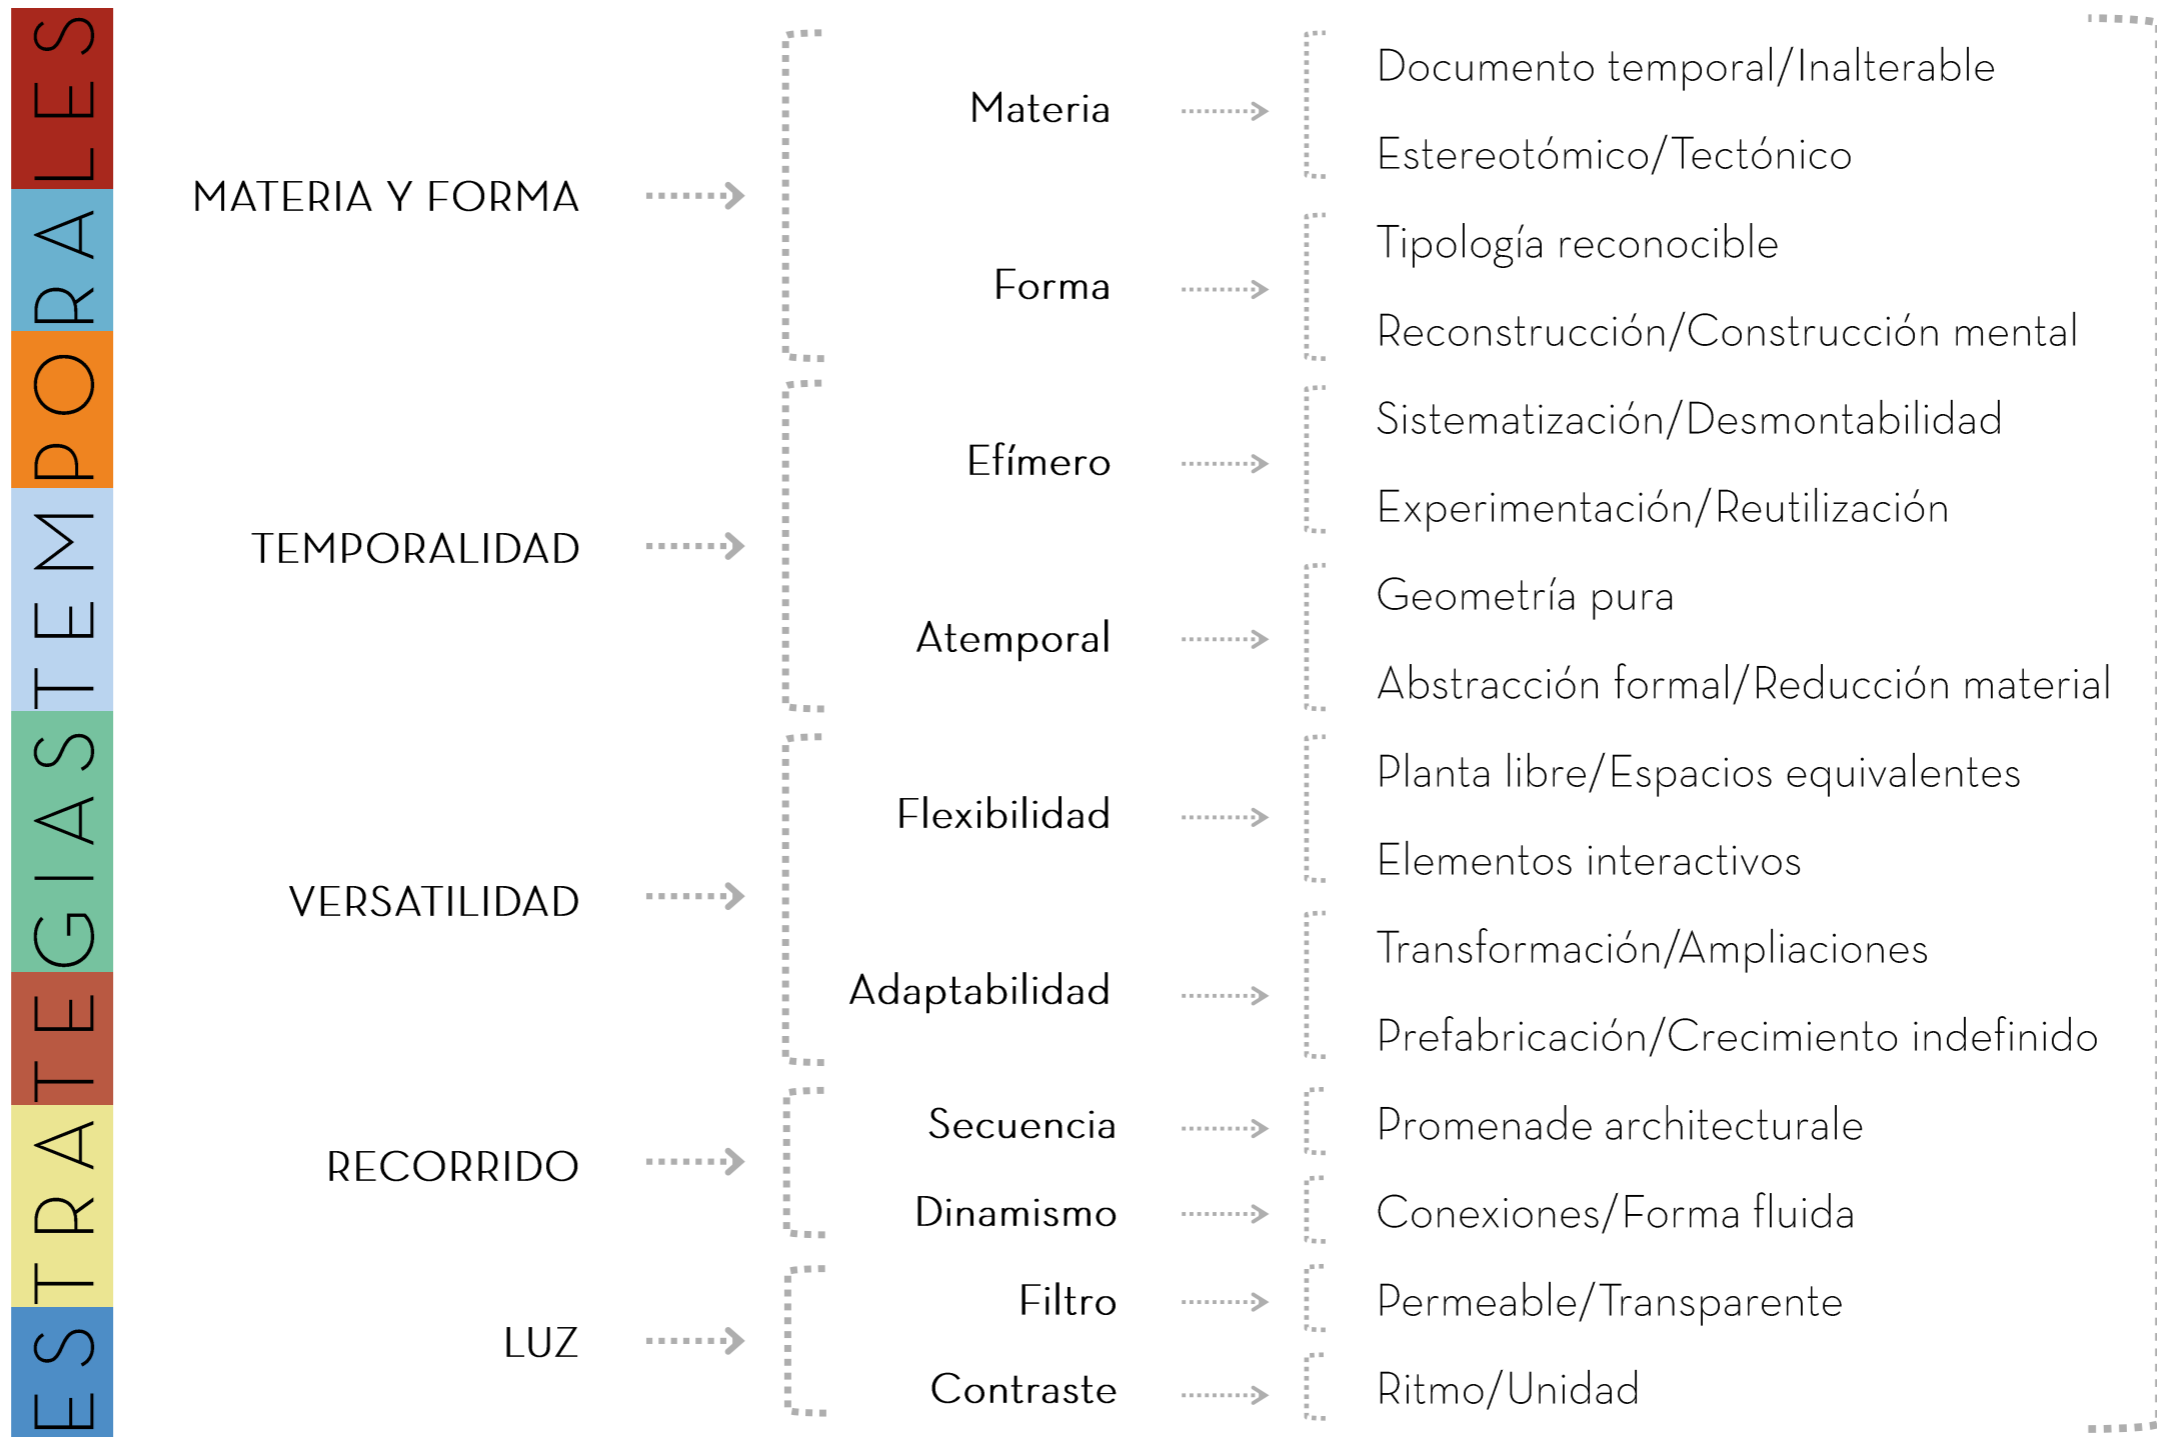 ESTRATEGIAS TEMPORALES
MATERIA Y FORMA
Materia
Documento temporal/Inalterable
Estereotómico/Tectónico
Forma
Tipología reconocible
Reconstrucción/Construcción mental
TEMPORALIDAD
Efímero
Sistematización/Desmontabilidad
Experimentación/Reutilización
Atemporal
Geometría pura
Abstracción formal/Reducción material
VERSATILIDAD
Flexibilidad
Planta libre/Espacios equivalentes
Elementos interactivos
Adaptabilidad
Transformación/Ampliaciones
Prefabricación/Crecimiento indefinido
RECORRIDO
Secuencia
Promenade architecturale
Dinamismo
Conexiones/Forma fluida
LUZ
Filtro
Permeable/Transparente
Contraste
Ritmo/Unidad